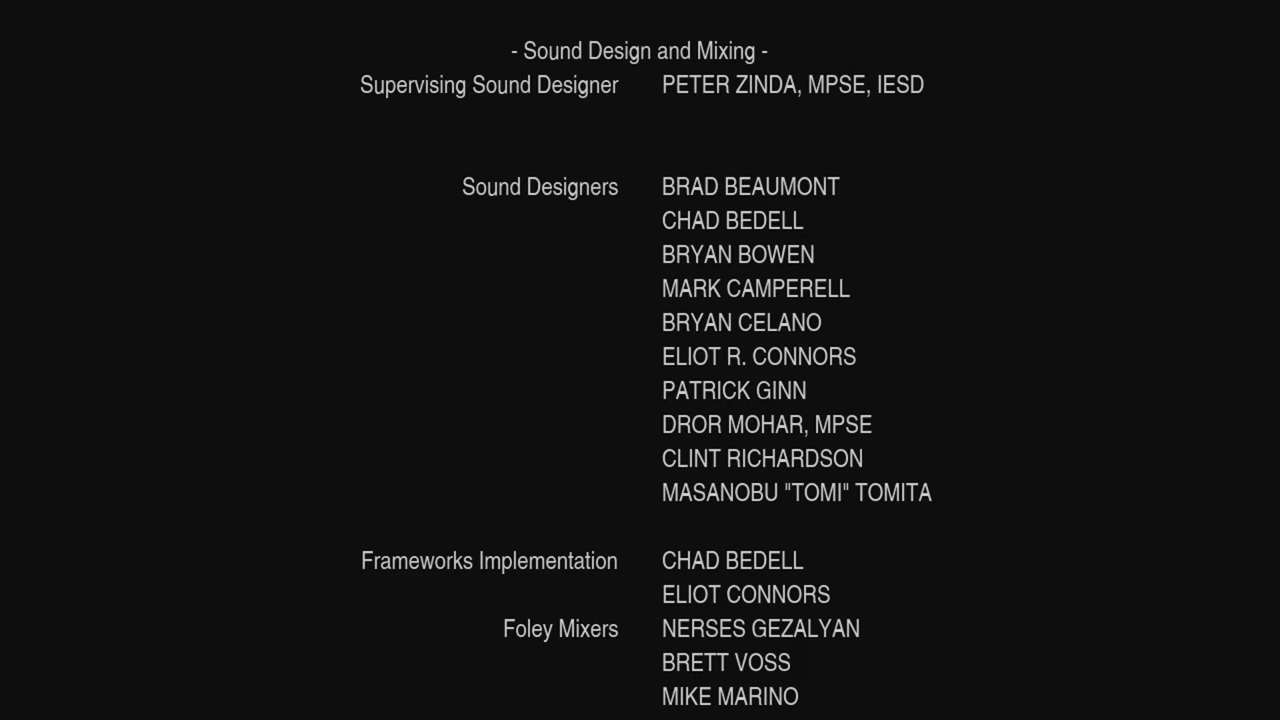 - Sound Design and Mixing -
Supervising Sound Designer PETER ZINDA, MPSE, IESD
Sound Designers BRAD BEAUMONT
CHAD BEDELL
BRYAN BOWEN
MARK CAMPERELL
BRYAN CELANO
ELIOT R. CONNORS
PATRICK GINN
DROR MOHAR, MPSE
CLINT RICHARDSON
MASANOBU "TOMI" TOMITA
Frameworks Implementation CHAD BEDELL
ELIOT CONNORS
Foley Mixers NERSES GEZALYAN
BRETT VOSS
MIKE MARINO